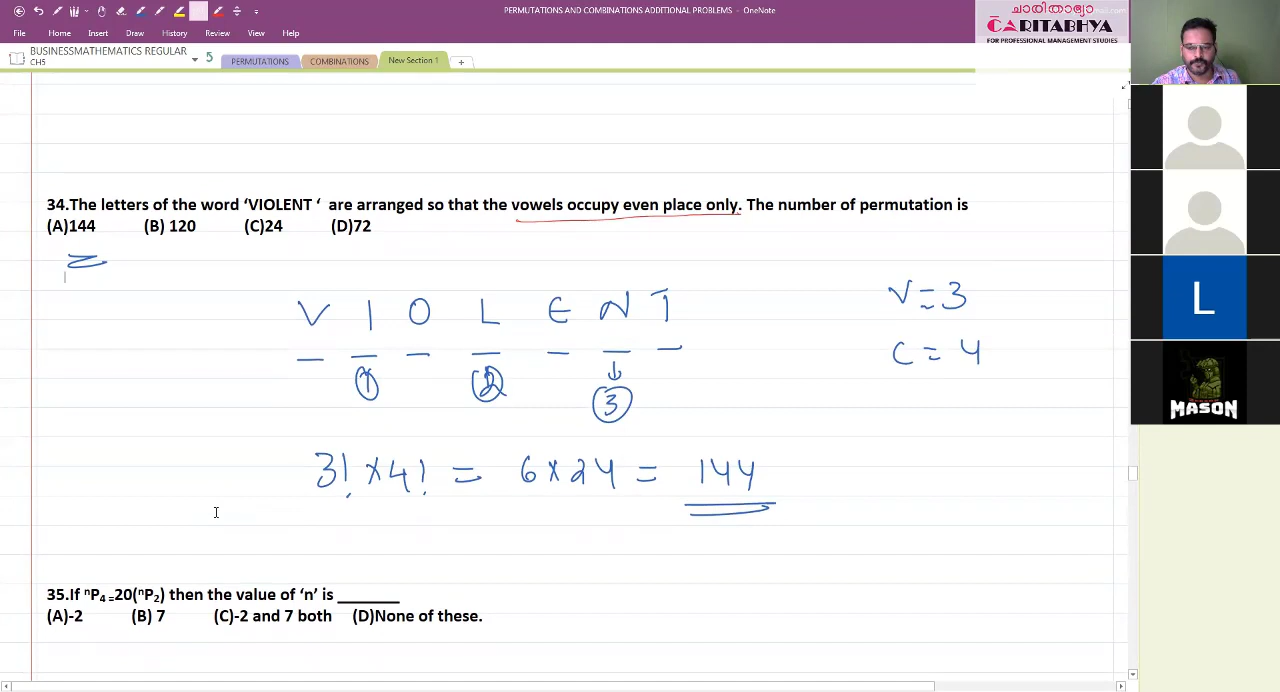 PERMUTATIONS AND COMBINATIONS ADDITIONAL PROBLEMS - OneNote
ചാരിതാഭ്യാ
CARITABHYA
FOR PROFESSIONAL MANAGEMENT STUDIES
File Home Insert Draw History Review View Help
BUSINESSMATHEMATICS REGULAR
CH5
PERMUTATIONS COMBINATIONS New Section 1
34.The letters of the word ‘VIOLENT ‘ are arranged so that the vowels occupy even place only. The number of permutation is
(A)144 (B) 120 (C)24 (D)72
V I O L E N T
V = 3
C = 4
1 2
3
3! × 4! = 6 × 24 = 144
35.If ⁿP₄ =20(ⁿP₂) then the value of ‘n’ is _______
(A)-2 (B) 7 (C)-2 and 7 both (D)None of these.
L
MASON